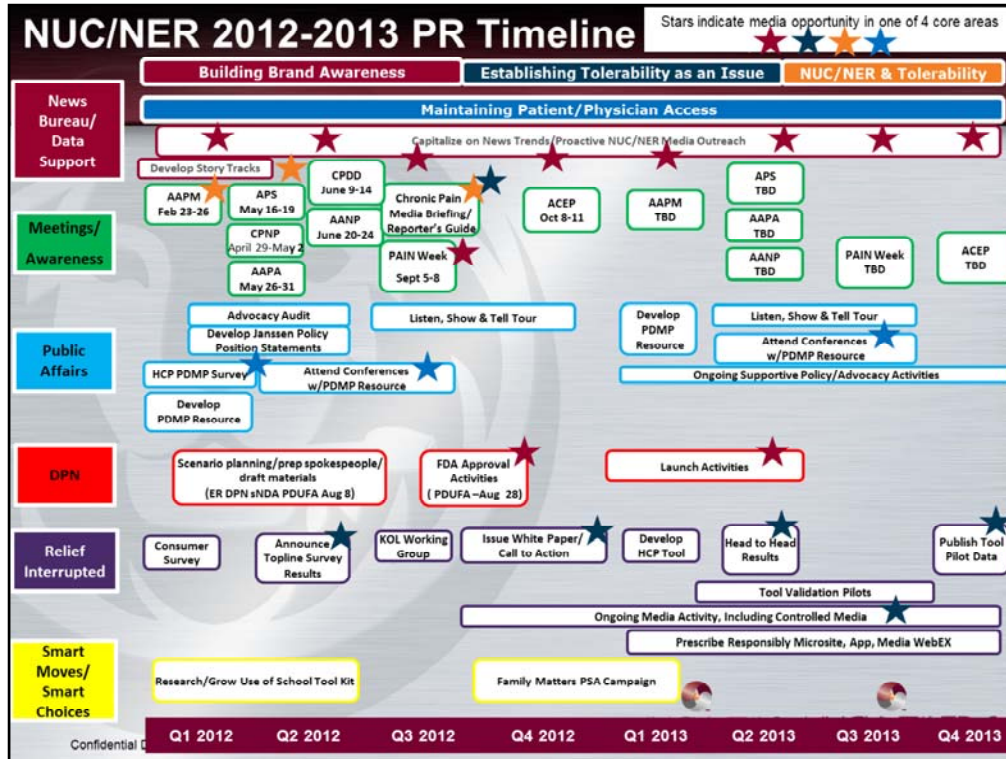 NUC/NER 2012-2013 PR Timeline
Stars indicate media opportunity in one of 4 core areas
Building Brand Awareness
Establishing Tolerability as an Issue
NUC/NER & Tolerability
News
Bureau/
Data
Support
Maintaining Patient/Physician Access
Capitalize on News Trends/Proactive NUC/NER Media Outreach
Develop Story Tracks
Meetings/
Awareness
AAPM
Feb 23-26
APS
May 16-19
CPNP
April 29-May 2
AAPA
May 26-31
CPDD
June 9-14
AANP
June 20-24
Chronic Pain
Media Briefing/
Reporter's Guide
PAIN Week
Sept 5-8
ACEP
Oct 8-11
AAPM
TBD
APS
TBD
AAPA
TBD
AANP
TBD
PAIN Week
TBD
ACEP
TBD
Public
Affairs
Advocacy Audit
Develop Janssen Policy
Position Statements
HCP PDMP Survey
Develop
PDMP Resource
Attend Conferences
w/PDMP Resource
Listen, Show & Tell Tour
Develop
PDMP
Resource
Listen, Show & Tell Tour
Attend Conferences
w/PDMP Resource
Ongoing Supportive Policy/Advocacy Activities
DPN
Scenario planning/prep spokespeople/
draft materials
(ER DPN sNDA PDUFA Aug 8)
FDA Approval
Activities
( PDUFA –Aug 28)
Launch Activities
Relief
Interrupted
Consumer
Survey
Announce
Topline Survey
Results
KOL Working
Group
Issue White Paper/
Call to Action
Develop
HCP Tool
Head to Head
Results
Publish Tool
Pilot Data
Tool Validation Pilots
Ongoing Media Activity, Including Controlled Media
Prescribe Responsibly Microsite, App, Media WebEX
Smart
Moves/
Smart
Choices
Research/Grow Use of School Tool Kit
Family Matters PSA Campaign
Confidential
Q1 2012
Q2 2012
Q3 2012
Q4 2012
Q1 2013
Q2 2013
Q3 2013
Q4 2013